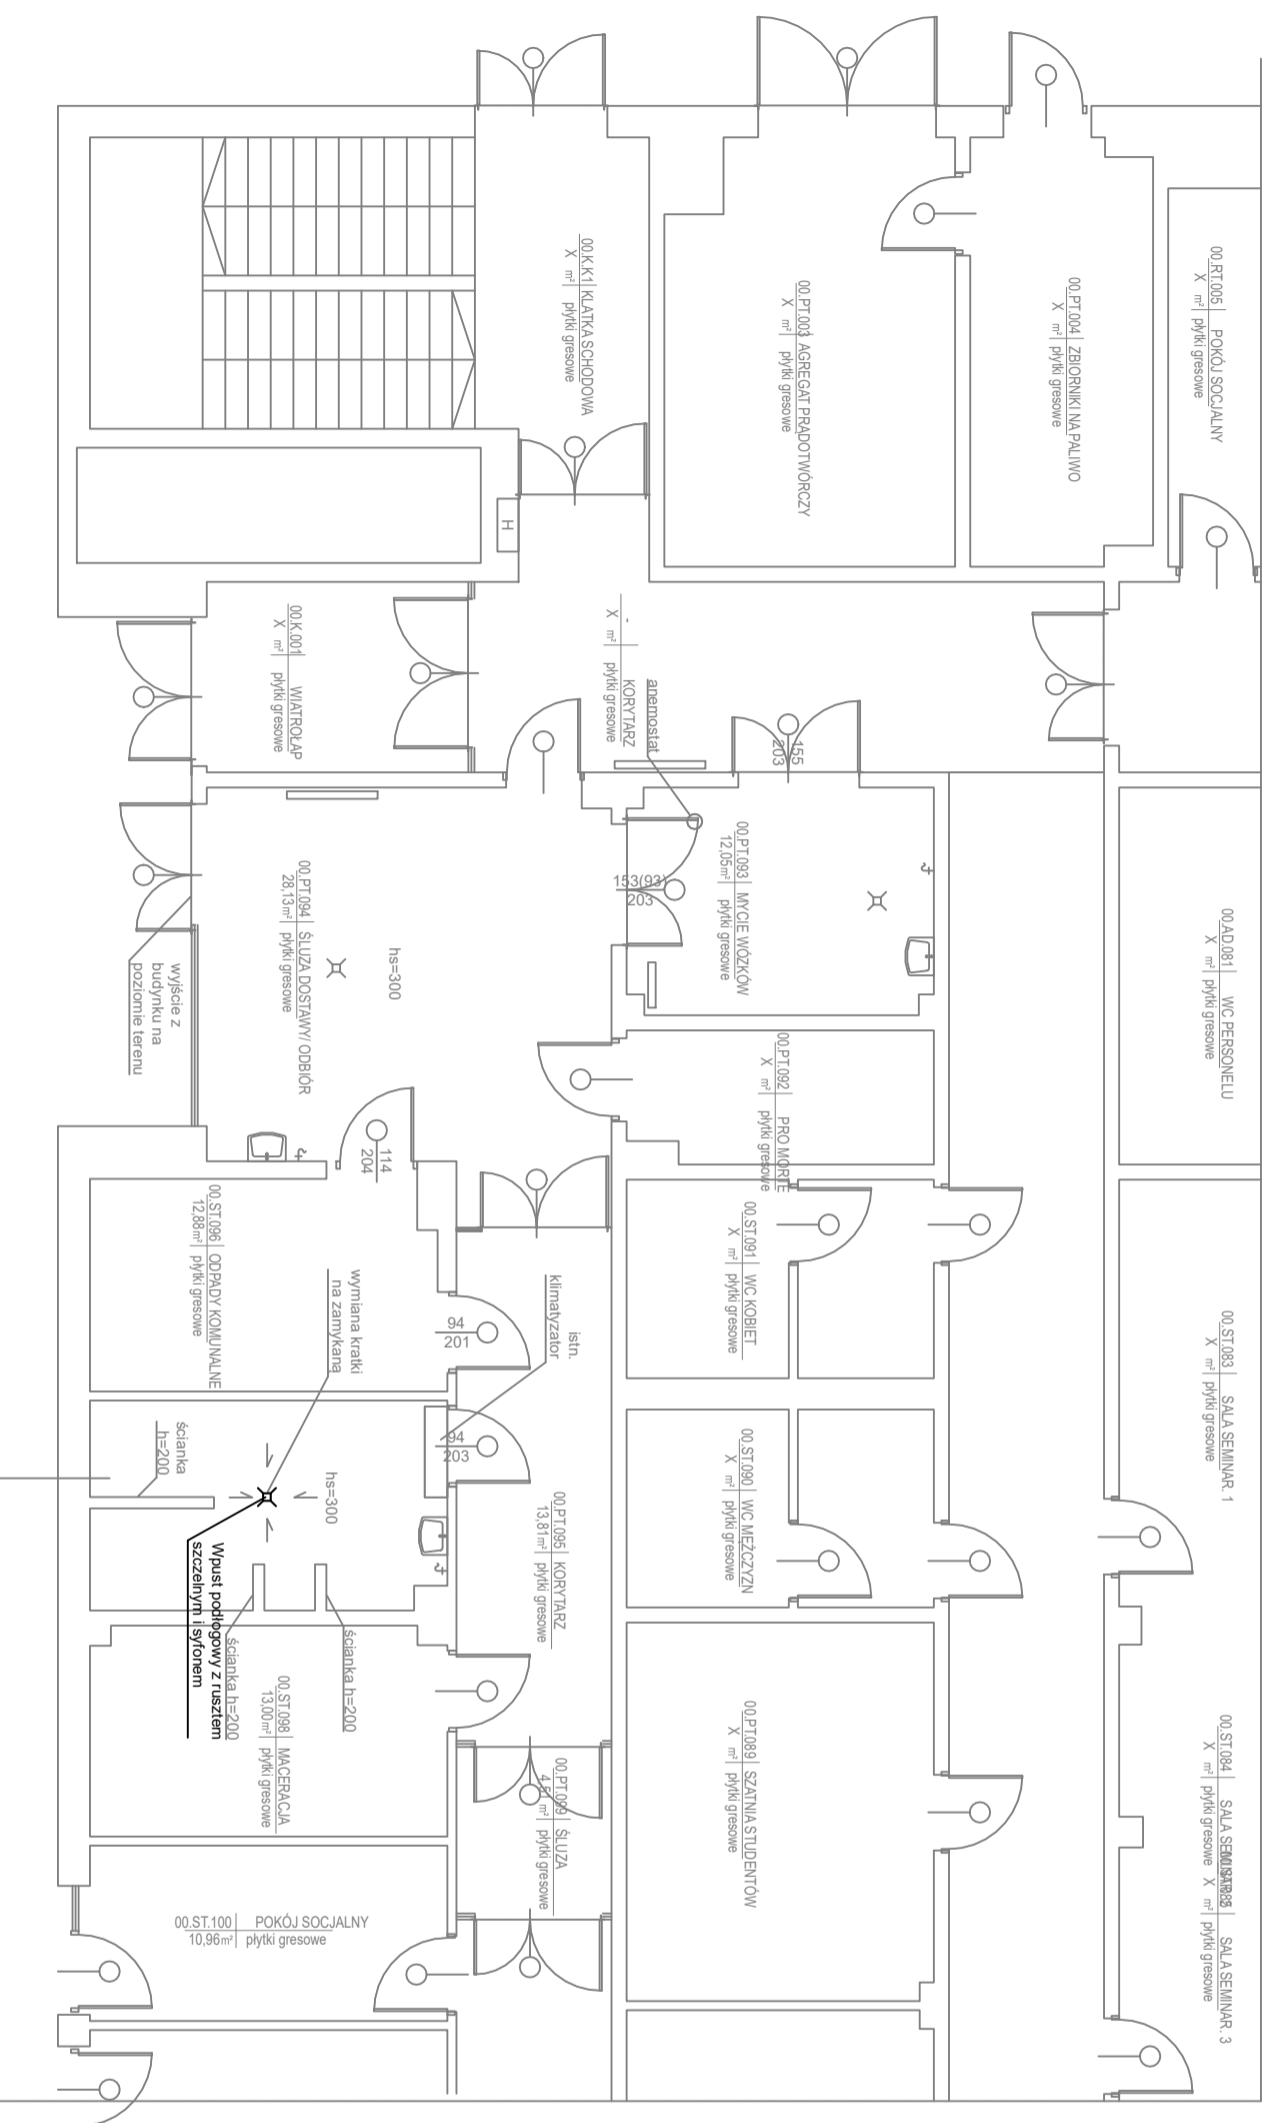 00.K.K1 KLATKA SCHODOWA
X m² płytki gresowe
00.PT.003 AGREGAT PRĄDOTWÓRCZY
X m² płytki gresowe
00.PT.004 ZBIORNIKI NA PALIWO
X m² płytki gresowe
00.RT.005 POKÓJ SOCJALNY
X m² płytki gresowe
H
00.K.001 WIATROŁAP
X m² płytki gresowe
- KORYTARZ
X m² płytki gresowe
anemostat
155
203
153(93)
203
00.PT.093 MYCIE WÓZKÓW
12,05m² płytki gresowe
00.PT.094 ŚLUZA DOSTAWY/ ODBIÓR
28,13m² płytki gresowe
hs=300
wyjście z
budynku na
poziomie terenu
00.AD.081 WC PERSONELU
X m² płytki gresowe
00.PT.092 PRO MORTE
X m² płytki gresowe
114
204
00.ST.096 ODPADY KOMUNALNE
12,88m² płytki gresowe
00.ST.091 WC KOBIET
X m² płytki gresowe
wymiana kratki
na zamykaną
istn.
klimatyzator
94
201
94
203
00.ST.083 SALA SEMINAR. 1
X m² płytki gresowe
ścianka
h=200
hs=300
00.ST.090 WC MĘŻCZYZN
X m² płytki gresowe
00.PT.095 KORYTARZ
13,81m² płytki gresowe
Wpust podłogowy z rusztem
szczelnym i syfonem
ścianka h=200
ścianka h=200
00.ST.098 MACERACJA
13,00m² płytki gresowe
00.PT.089 SZATNIA STUDENTÓW
X m² płytki gresowe
00.PT.099 ŚLUZA
4,51m² płytki gresowe
00.ST.084 SALA
X m² płytki gresowe
SALA SEMINAR. 3
X m² płytki gresowe
00.ST.100 POKÓJ SOCJALNY
10,96m² płytki gresowe